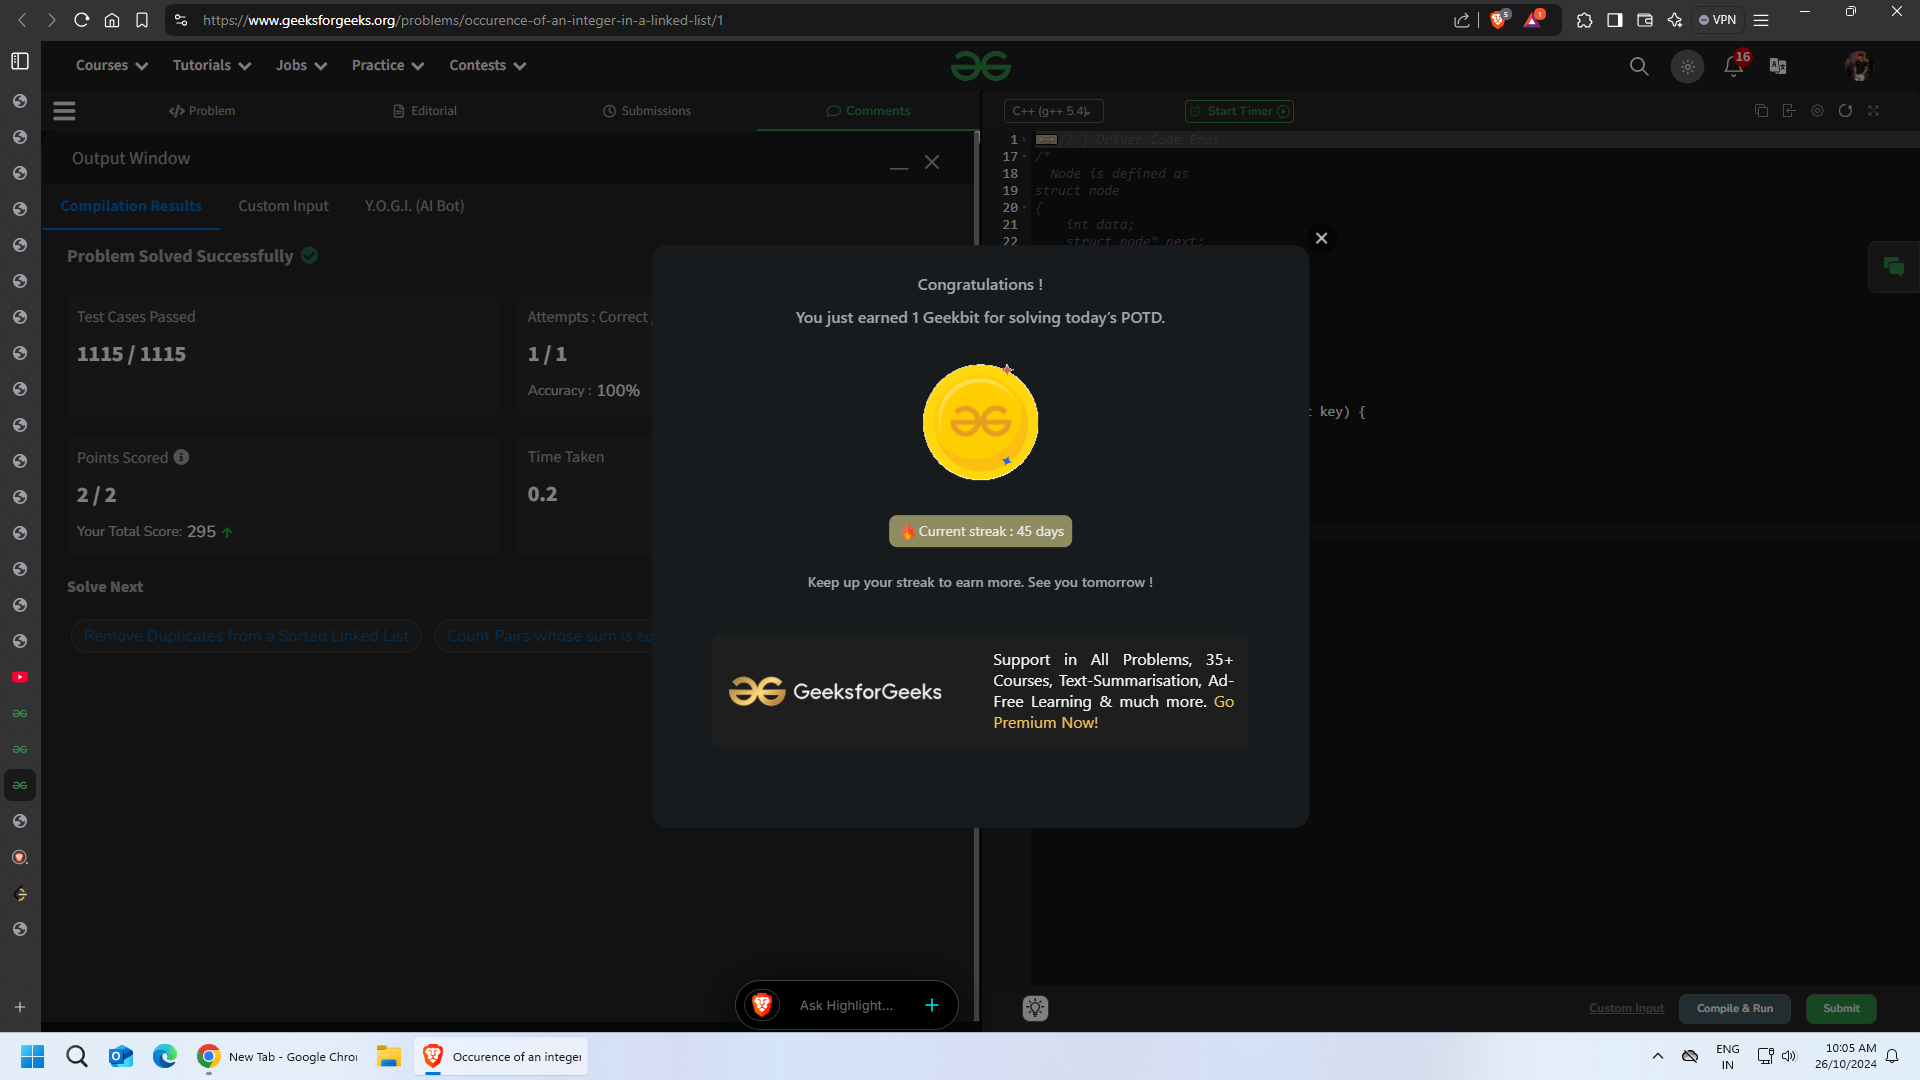 https://www.geeksforgeeks.org/problems/occurence-of-an-integer-in-a-linked-list/1
5
1
VPN
Courses
Tutorials
Jobs
Practice
Contests
16
Problem
Editorial
Submissions
Comments
C++ (g++ 5.4)
Start Timer
Output Window
Compilation Results
Custom Input
Y.O.G.I. (AI Bot)
Problem Solved Successfully
Test Cases Passed
1115 / 1115
Attempts : Correct
1 / 1
Accuracy : 100%
Points Scored
2 / 2
Your Total Score: 295
Time Taken
0.2
Solve Next
Remove Duplicates from a Sorted Linked List
Count Pairs whose sum is
1 // } Driver Code Ends
17 /*
18 Node is defined as
19 struct node
20 {
21 int data;
22 struct node* next;
key) {
Congratulations !
You just earned 1 Geekbit for solving today's POTD.
Current streak : 45 days
Keep up your streak to earn more. See you tomorrow !
GeeksforGeeks
Support in All Problems, 35+
Courses, Text-Summarisation, Ad-
Free Learning & much more. Go
Premium Now!
Ask Highlight...
Custom Input
Compile & Run
Submit
New Tab - Google Chro
Occurence of an integer
ENG
IN
10:05 AM
26/10/2024